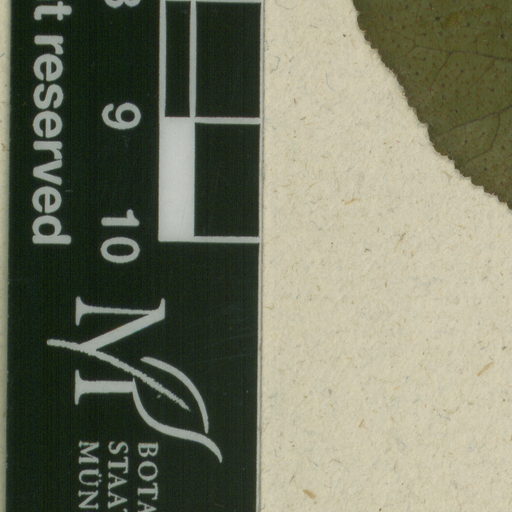 t reserved
8 9 10
M
BOTA
STAA
MÜN